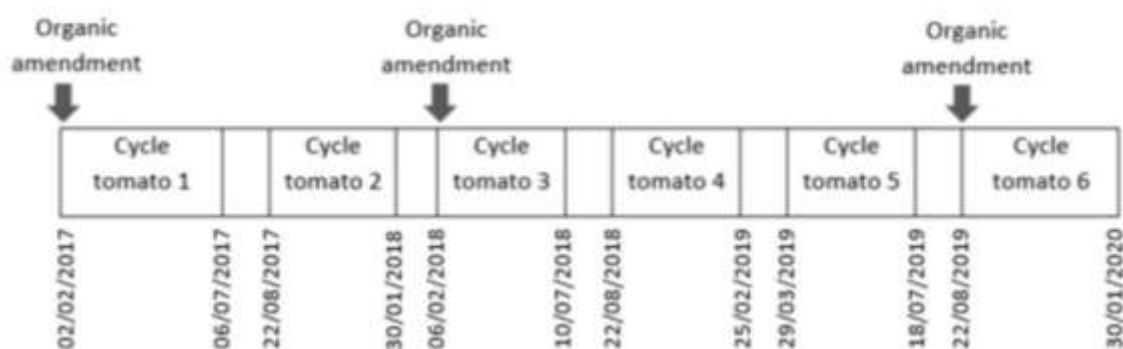 Organic
amendment
Organic
amendment
Organic
amendment
Cycle
tomato 1
Cycle
tomato 2
Cycle
tomato 3
Cycle
tomato 4
Cycle
tomato 5
Cycle
tomato 6
02/02/2017
06/07/2017
22/08/2017
30/01/2018
06/02/2018
10/07/2018
22/08/2018
25/02/2019
29/03/2019
18/07/2019
22/08/2019
30/01/2020